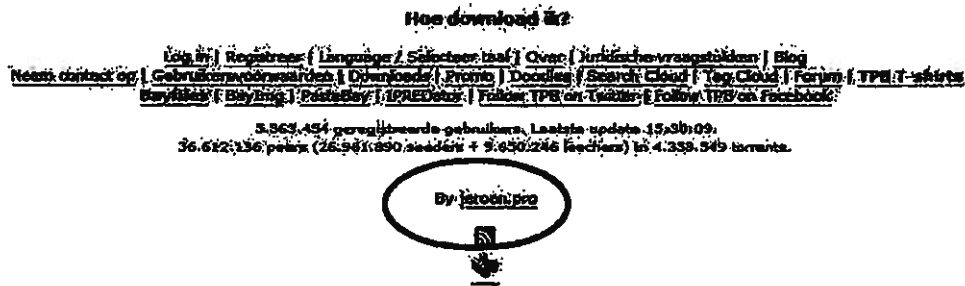 Hoe download ik?
Log in | Registreer | Language / Selecteer taal | Over | Juridische vraagstukken | Blog
Neem contact op | Gebruikersvoorwaarden | Downloads | Promo | Doodles | Search Cloud | Tag Cloud | Forum | TPB T-shirts
BayFiles | BayImg | PasteBay | IPREDator | Follow TPB on Twitter | Follow TPB on Facebook
5.363.454 geregistreerde gebruikers. Laatste update 15:30:09.
36.612.136 peers (26.961.890 seeders + 9.650.246 leechers) in 4.339.549 torrents.
By jeroen.pro